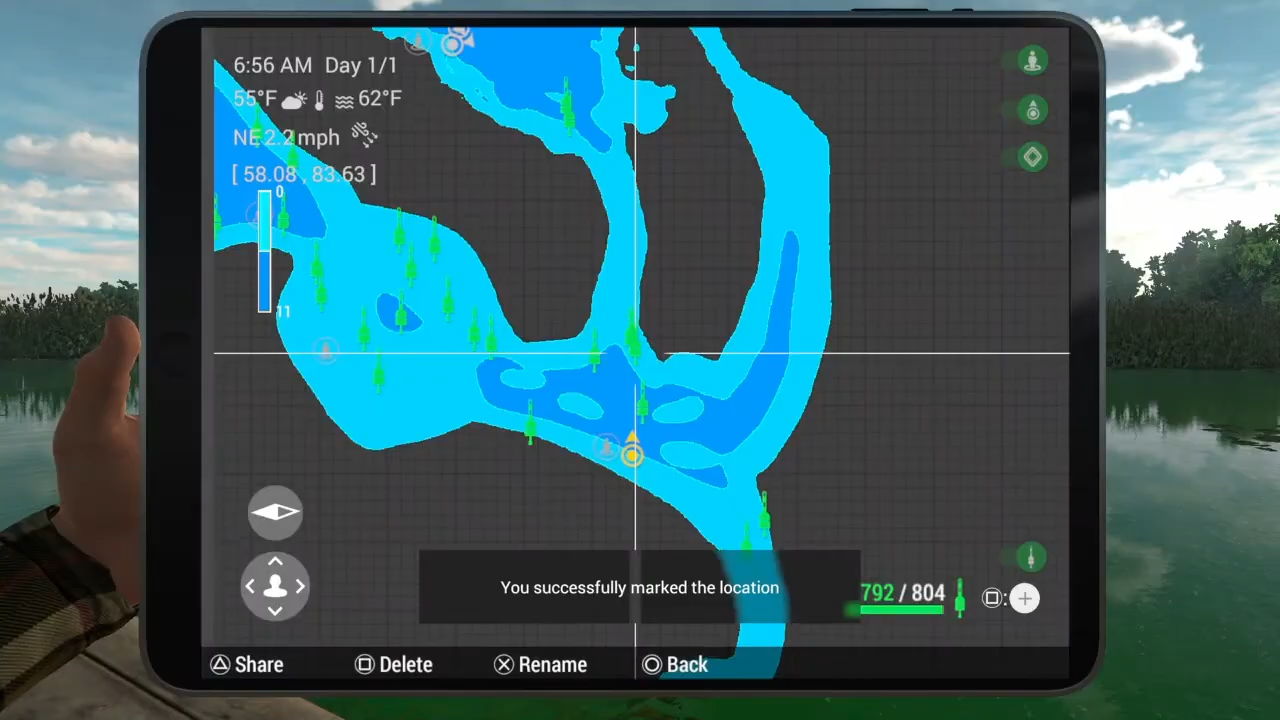 6:56 AM Day 1/1
55°F 62°F
NE 2.2 mph
[ 58.08 , 83.63 ]
0
11
You successfully marked the location
792 / 804
Share Delete Rename Back